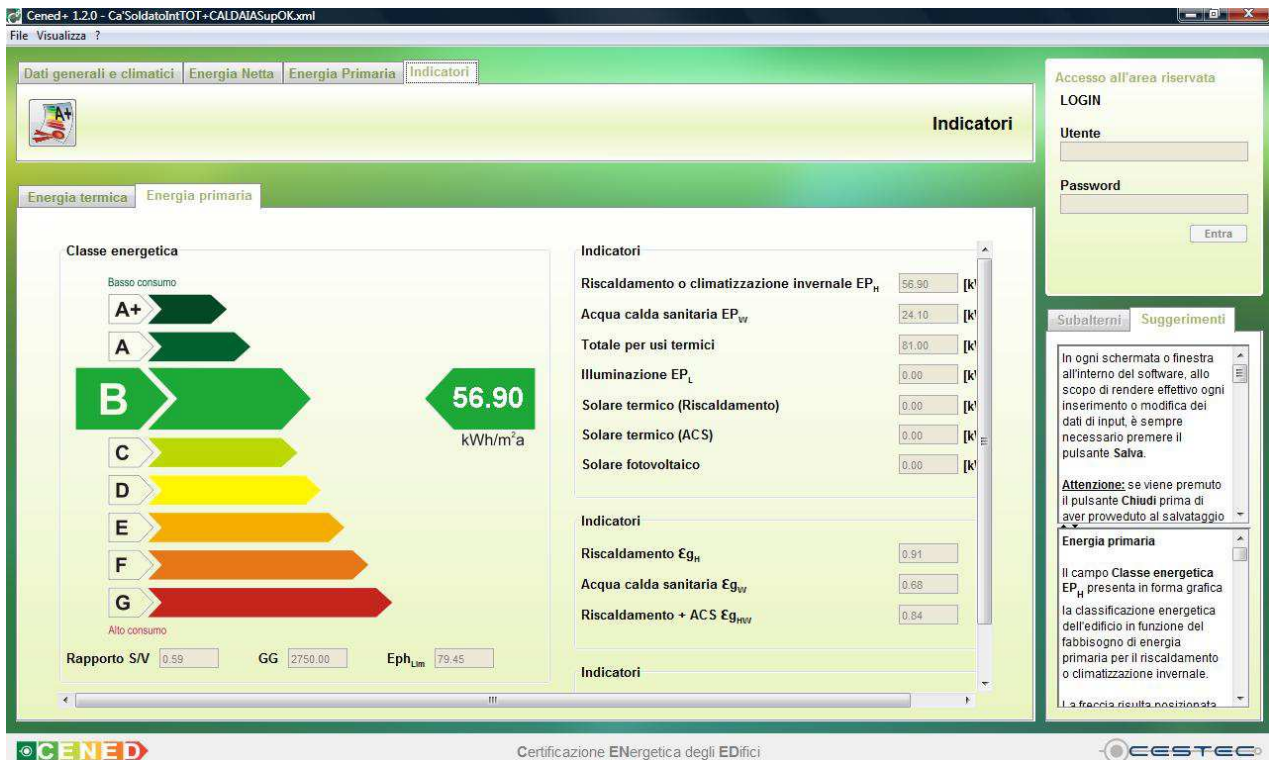 Cened+ 1.2.0 - Ca'SoldatoIntTOT+CALDAIASupOK.xml
File Visualizza ?
Dati generali e climatici Energia Netta Energia Primaria Indicatori
A+
Indicatori
Energia termica Energia primaria
Classe energetica
Basso consumo
A+
A
B
56.90
kWh/m²a
C
D
E
F
G
Alto consumo
Rapporto S/V 0.59 GG 2750.00 Eph Lim 79.45
Indicatori
Riscaldamento o climatizzazione invernale EP H 56.90 [k
Acqua calda sanitaria EP W 24.10 [k
Totale per usi termici 81.00 [k
Illuminazione EP L 0.00 [k
Solare termico (Riscaldamento) 0.00 [k
Solare termico (ACS) 0.00 [k
Solare fotovoltaico 0.00 [k
Indicatori
Riscaldamento Ɛg H 0.91
Acqua calda sanitaria Ɛg W 0.68
Riscaldamento + ACS Ɛg HW 0.84
Indicatori
Accesso all'area riservata
LOGIN
Utente
Password
Entra
Subalterni Suggerimenti
In ogni schermata o finestra
all'interno del software, allo
scopo di rendere effettivo ogni
inserimento o modifica dei
dati di input, è sempre
necessario premere il
pulsante Salva.
Attenzione: se viene premuto
il pulsante Chiudi prima di
aver provveduto al salvataggio
Energia primaria
Il campo Classe energetica
EP H presenta in forma grafica
la classificazione energetica
dell'edificio in funzione del
fabbisogno di energia
primaria per il riscaldamento
o climatizzazione invernale.
La freccia risulta posizionata
CENED
Certificazione ENergetica degli EDifici
CESTEC